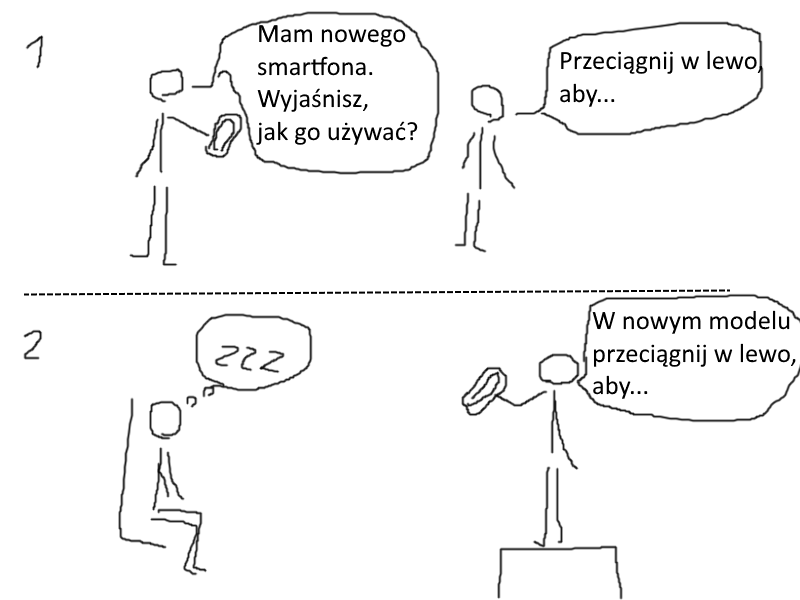 1
Mam nowego
smartfona.
Wyjaśnisz,
jak go używać?
Przeciągnij w lewo,
aby...
2
zzz
W nowym modelu
przeciągnij w lewo,
aby...